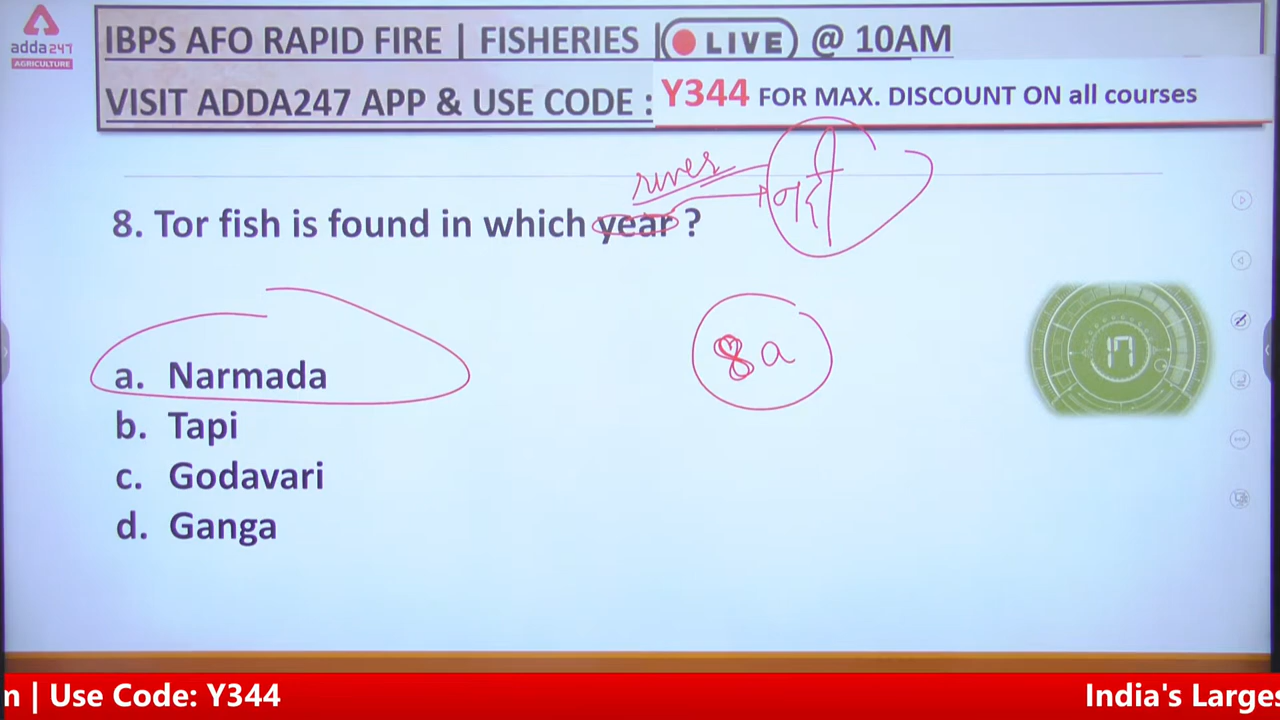 adda247
AGRICULTURE
IBPS AFO RAPID FIRE | FISHERIES | LIVE @ 10AM
VISIT ADDA247 APP & USE CODE : Y344 FOR MAX. DISCOUNT ON all courses
river
नदी
8. Tor fish is found in which year ?
a. Narmada
8a
17
b. Tapi
c. Godavari
d. Ganga
n | Use Code: Y344
India's Larges